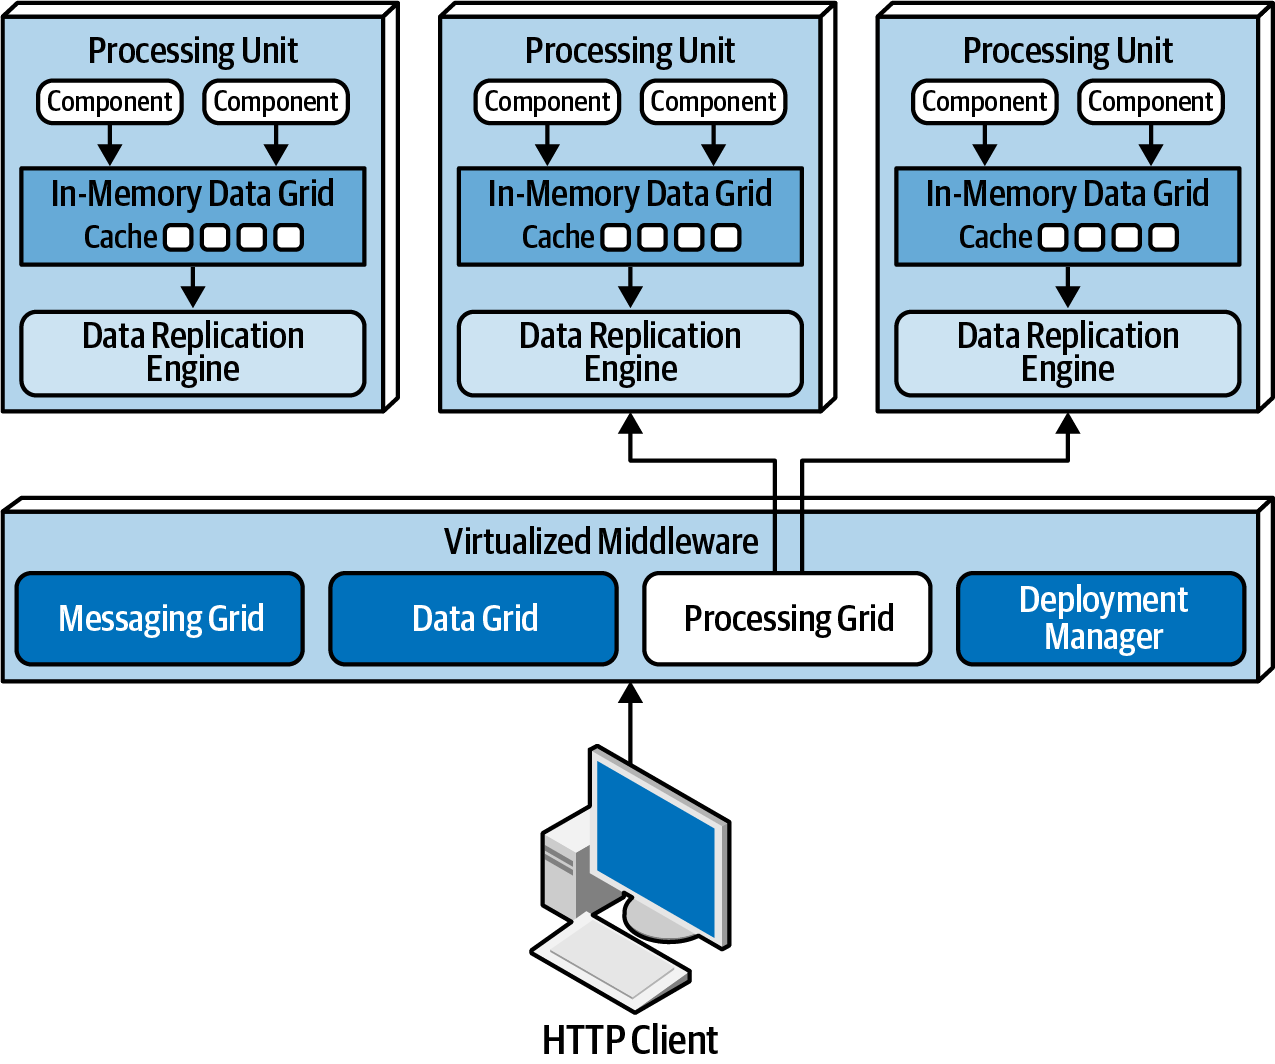 Processing Unit
Component Component
In-Memory Data Grid
Cache
Data Replication
Engine
Processing Unit
Component Component
In-Memory Data Grid
Cache
Data Replication
Engine
Processing Unit
Component Component
In-Memory Data Grid
Cache
Data Replication
Engine
Virtualized Middleware
Messaging Grid
Data Grid
Processing Grid
Deployment
Manager
HTTP Client